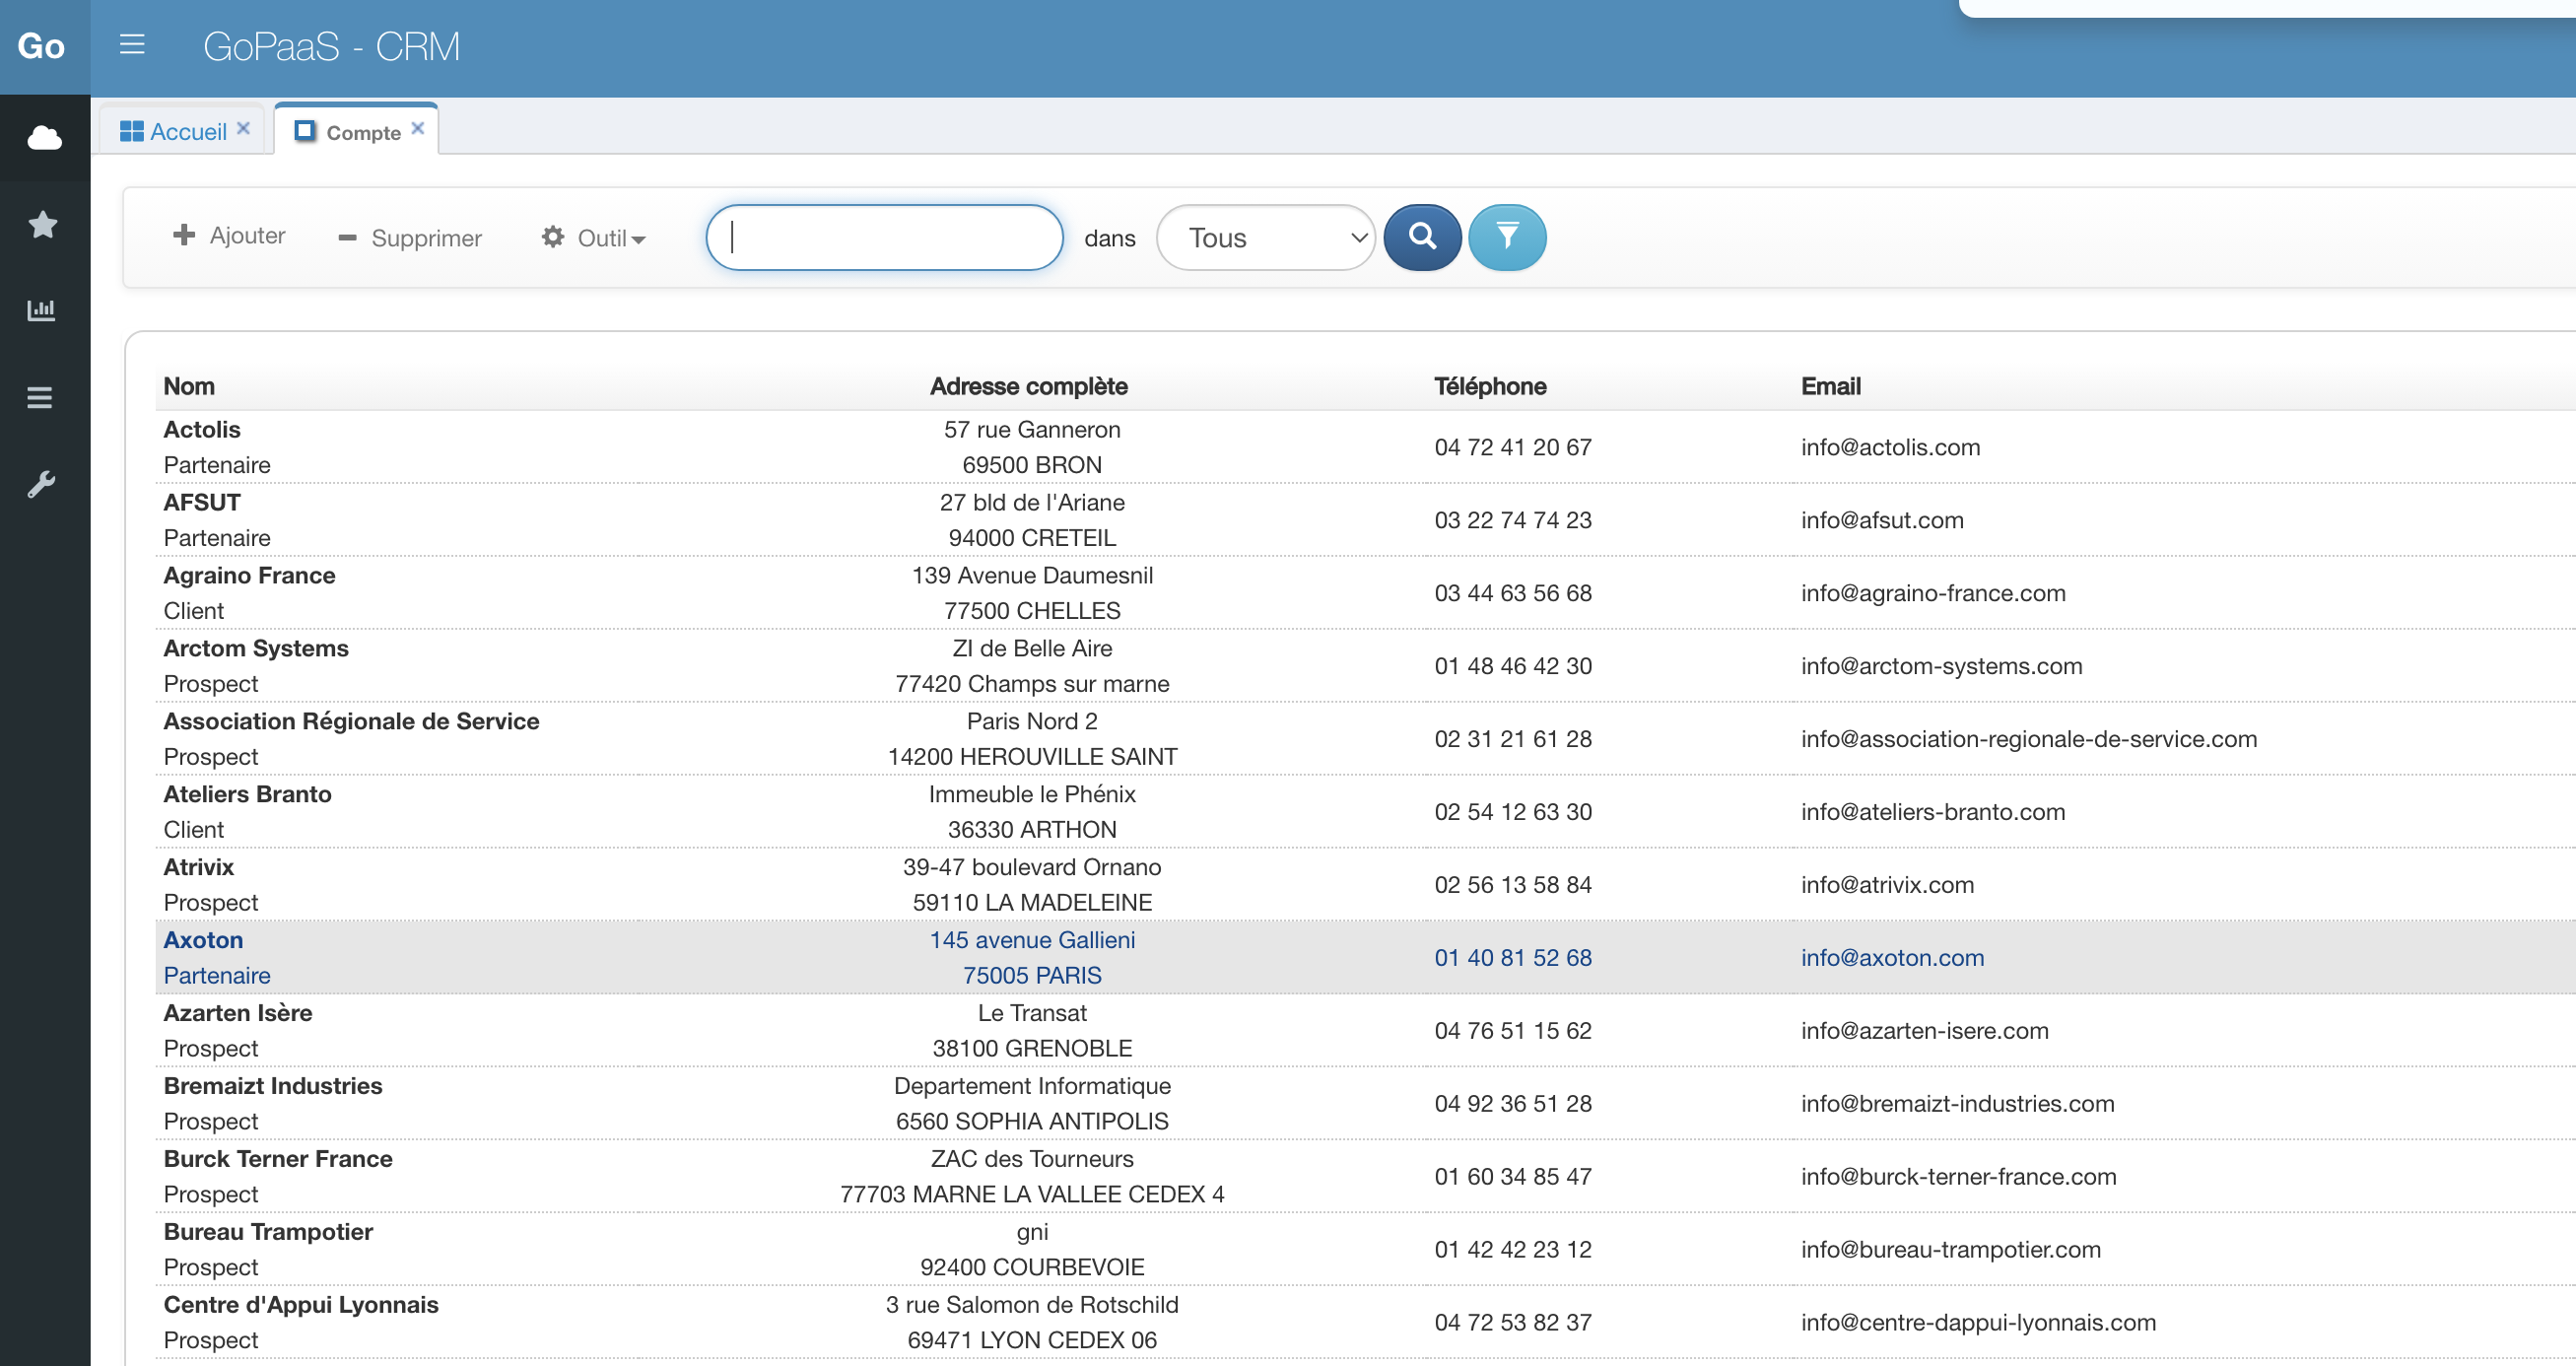 Go
GoPaaS - CRM
Accueil
Compte
Ajouter
Supprimer
Outil
dans
Tous
Nom Adresse complète Téléphone Email
Actolis 57 rue Ganneron
Partenaire 69500 BRON 04 72 41 20 67 info@actolis.com
AFSUT 27 bld de l'Ariane
Partenaire 94000 CRETEIL 03 22 74 74 23 info@afsut.com
Agraino France 139 Avenue Daumesnil
Client 77500 CHELLES 03 44 63 56 68 info@agraino-france.com
Arctom Systems ZI de Belle Aire
Prospect 77420 Champs sur marne 01 48 46 42 30 info@arctom-systems.com
Association Régionale de Service Paris Nord 2
Prospect 14200 HEROUVILLE SAINT 02 31 21 61 28 info@association-regionale-de-service.com
Ateliers Branto Immeuble le Phénix
Client 36330 ARTHON 02 54 12 63 30 info@ateliers-branto.com
Atrivix 39-47 boulevard Ornano
Prospect 59110 LA MADELEINE 02 56 13 58 84 info@atrivix.com
Axoton 145 avenue Gallieni
Partenaire 75005 PARIS 01 40 81 52 68 info@axoton.com
Azarten Isère Le Transat
Prospect 38100 GRENOBLE 04 76 51 15 62 info@azarten-isere.com
Bremaizt Industries Departement Informatique
Prospect 6560 SOPHIA ANTIPOLIS 04 92 36 51 28 info@bremaizt-industries.com
Burck Terner France ZAC des Tourneurs
Prospect 77703 MARNE LA VALLEE CEDEX 4 01 60 34 85 47 info@burck-terner-france.com
Bureau Trampotier gni
Prospect 92400 COURBEVOIE 01 42 42 23 12 info@bureau-trampotier.com
Centre d'Appui Lyonnais 3 rue Salomon de Rotschild
Prospect 69471 LYON CEDEX 06 04 72 53 82 37 info@centre-dappui-lyonnais.com